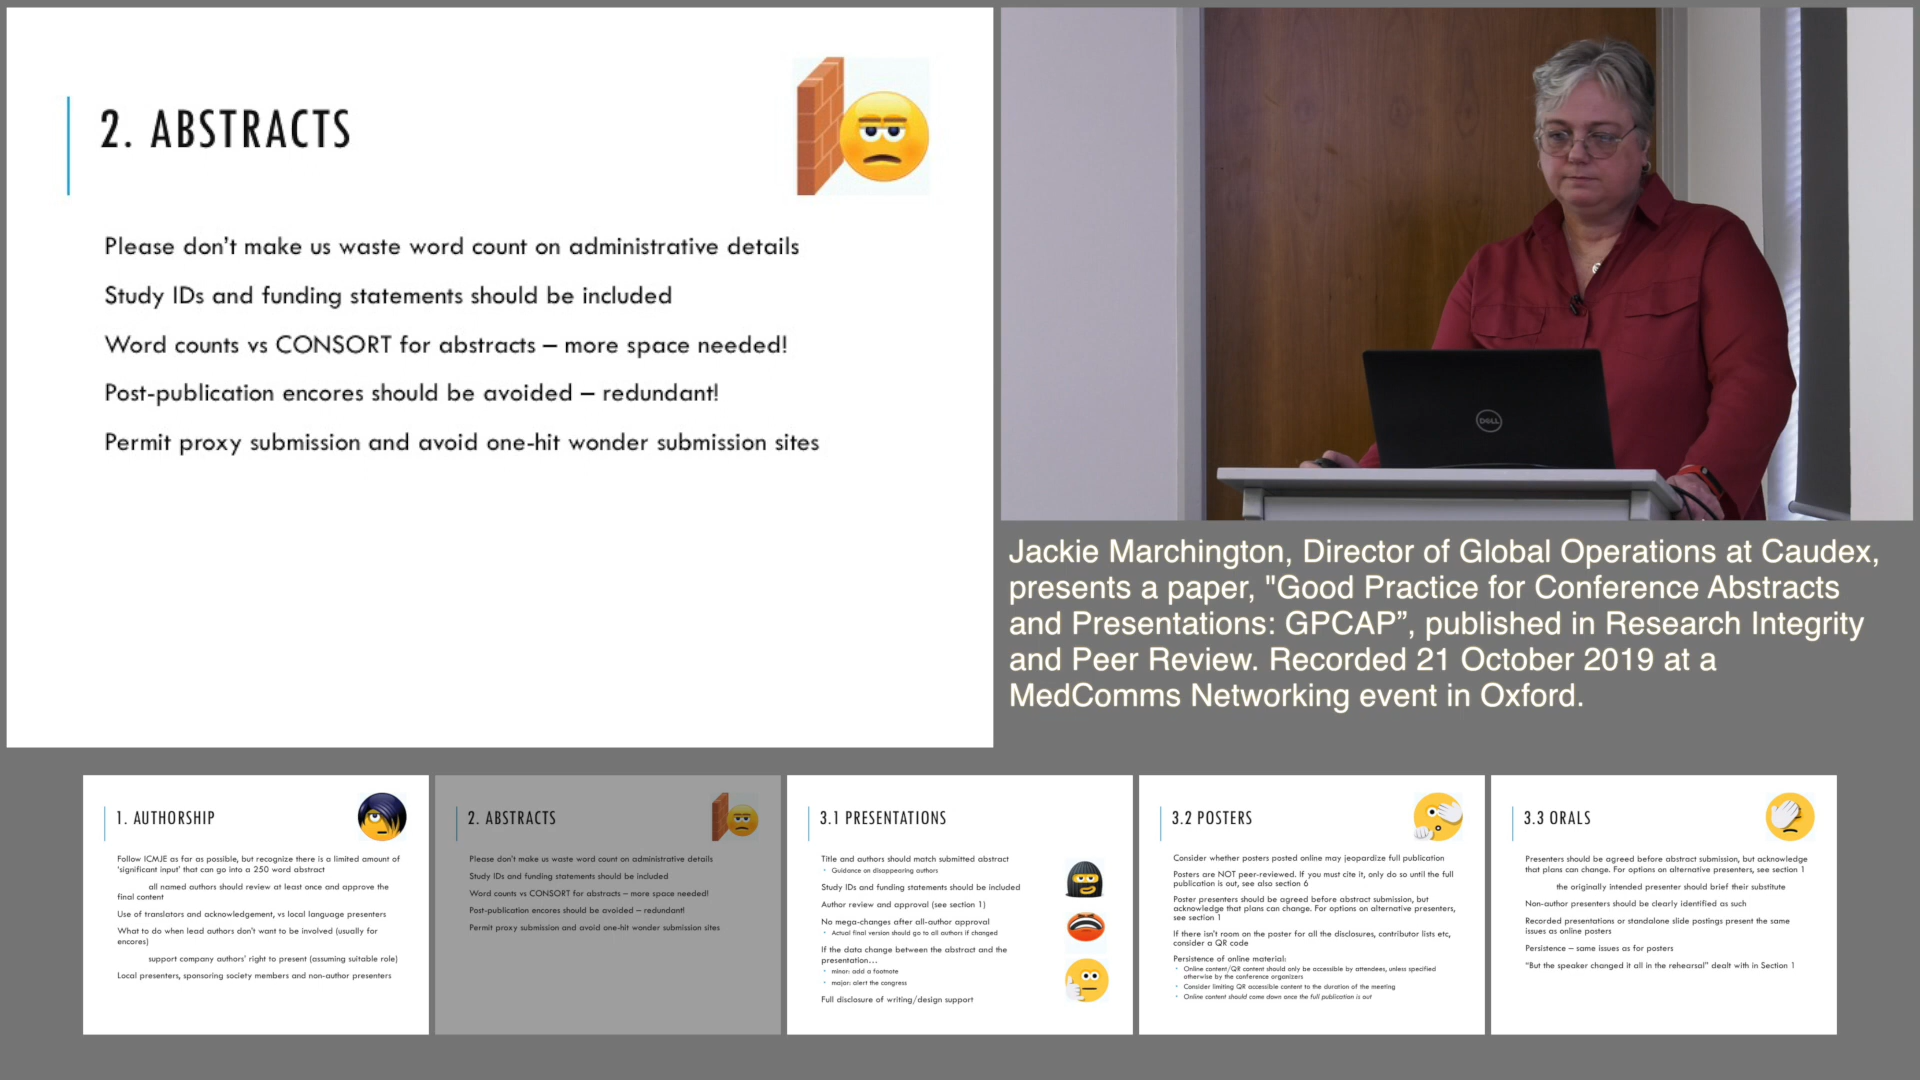 2. ABSTRACTS
Please don't make us waste word count on administrative details
Study IDs and funding statements should be included
Word counts vs CONSORT for abstracts – more space needed!
Post-publication encores should be avoided – redundant!
Permit proxy submission and avoid one-hit wonder submission sites
DELL
Jackie Marchington, Director of Global Operations at Caudex,
presents a paper, "Good Practice for Conference Abstracts
and Presentations: GPCAP”, published in Research Integrity
and Peer Review. Recorded 21 October 2019 at a
MedComms Networking event in Oxford.
1. AUTHORSHIP
Follow ICMJE as far as possible, but recognize there is a limited amount of
'significant input' that can go into a 250 word abstract
all named authors should review at least once and approve the
final content
Use of translators and acknowledgement, vs local language presenters
What to do when lead authors don't want to be involved (usually for
encores)
support company authors' right to present (assuming suitable role)
Local presenters, sponsoring society members and non-author presenters
2. ABSTRACTS
Please don't make us waste word count on administrative details
Study IDs and funding statements should be included
Word counts vs CONSORT for abstracts – more space needed!
Post-publication encores should be avoided – redundant!
Permit proxy submission and avoid one-hit wonder submission sites
3.1 PRESENTATIONS
Title and authors should match submitted abstract
• Guidance on disappearing authors
Study IDs and funding statements should be included
Author review and approval (see section 1)
No mega-changes after all-author approval
• Actual final version should go to all authors if changed
If the data change between the abstract and the
presentation...
• minor: add a footnote
• major: alert the congress
Full disclosure of writing/design support
3.2 POSTERS
Consider whether posters posted online may jeopardize full publication
Posters are NOT peer-reviewed. If you must cite it, only do so until the full
publication is out, see also section 6
Poster presenters should be agreed before abstract submission, but
acknowledge that plans can change. For options on alternative presenters,
see section 1
If there isn't room on the poster for all the disclosures, contributor lists etc,
consider a QR code
Persistence of online material:
• Online content/QR content should only be accessible by attendees, unless specified
otherwise by the conference organizers
• Consider limiting QR accessible content to the duration of the meeting
• Online content should come down once the full publication is out
3.3 ORALS
Presenters should be agreed before abstract submission, but acknowledge
that plans can change. For options on alternative presenters, see section 1
the originally intended presenter should brief their substitute
Non-author presenters should be clearly identified as such
Recorded presentations or standalone slide postings present the same
issues as online posters
Persistence – same issues as for posters
"But the speaker changed it all in the rehearsal" dealt with in Section 1